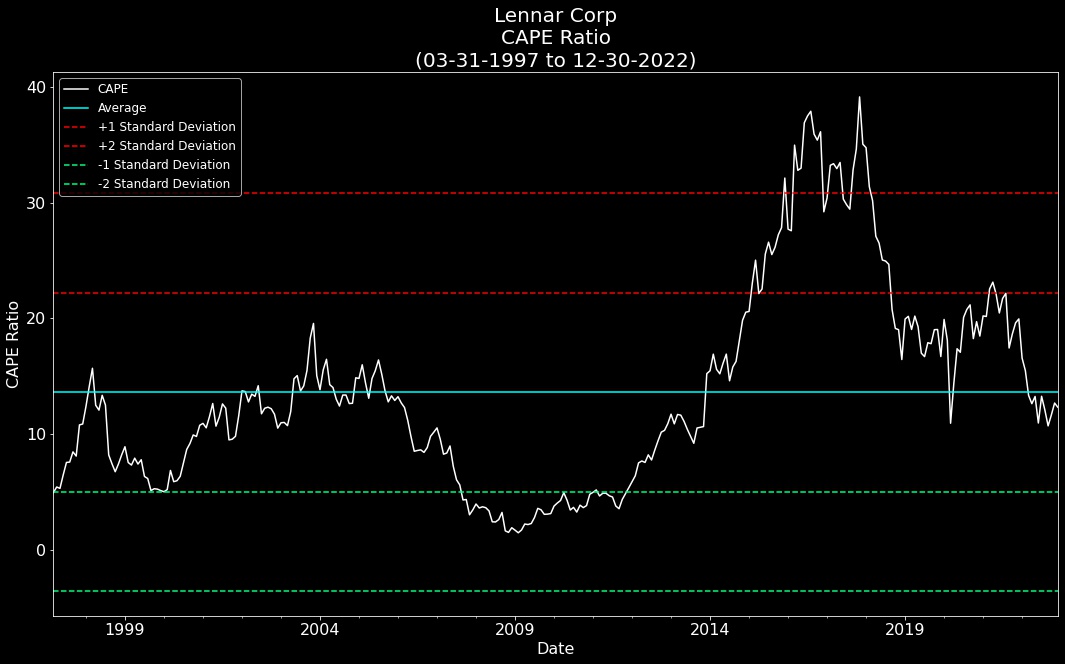 Lennar Corp
CAPE Ratio
(03-31-1997 to 12-30-2022)
CAPE
Average
+1 Standard Deviation
+2 Standard Deviation
-1 Standard Deviation
-2 Standard Deviation
CAPE Ratio
40
30
20
10
0
1999
2004
2009
2014
2019
Date